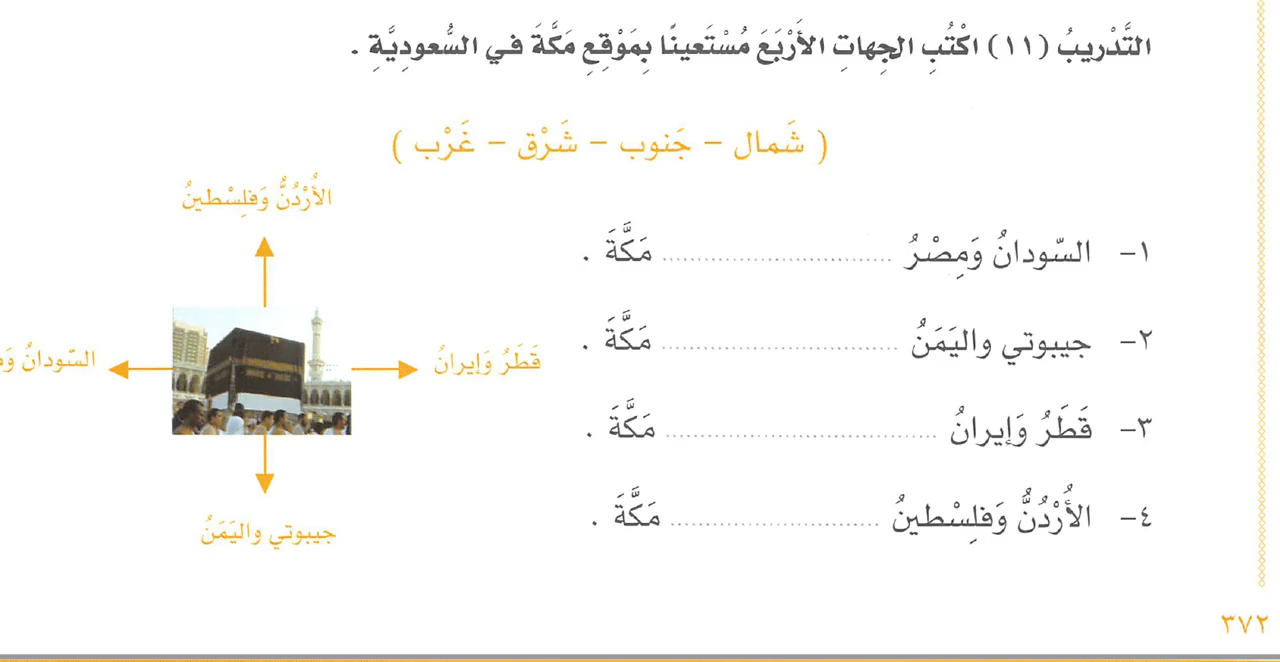 التَّدْريبُ (١١) اكْتُبِ الجِهاتِ الأَرْبَعَ مُسْتَعينًا بِمَوْقِعِ مَكَّةَ في السُّعوديَّةِ .
( شَمال – جَنوب – شَرْق – غَرْب )
١– السّودانُ وَمِصْرُ .............................. مَكَّةَ .
٢– جيبوتي واليَمَنُ .............................. مَكَّةَ .
٣– قَطَرُ وَإيرانُ .............................. مَكَّةَ .
٤– الأُرْدُنُّ وَفِلِسْطينُ .............................. مَكَّةَ .
الأُرْدُنُّ وَفِلِسْطينُ
قَطَرُ وَإيرانُ
السّودانُ
جيبوتي واليَمَنُ
٣٧٢